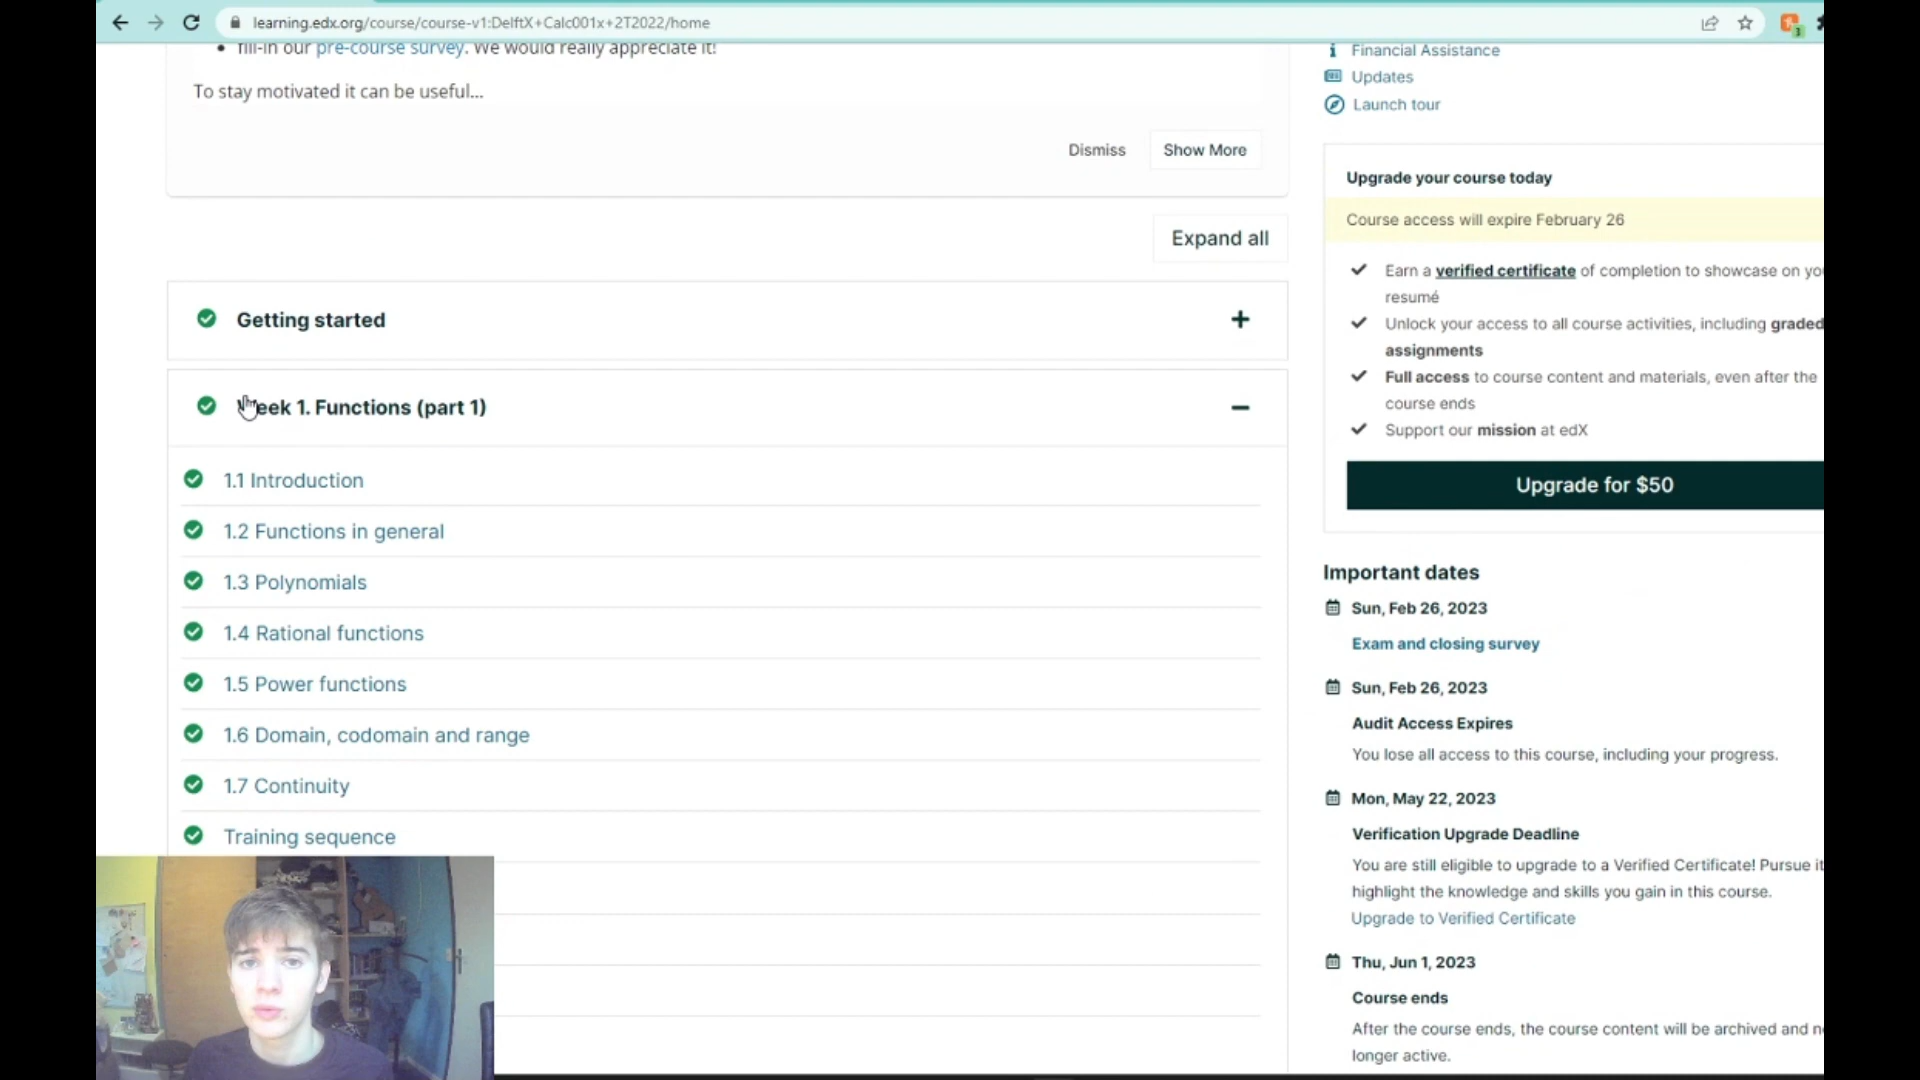 learning.edx.org/course/course-v1:DelftX+Calc001x+2T2022/home
fill-in our pre-course survey. We would really appreciate it!
To stay motivated it can be useful...
Dismiss
Show More
Expand all
Getting started
Week 1. Functions (part 1)
1.1 Introduction
1.2 Functions in general
1.3 Polynomials
1.4 Rational functions
1.5 Power functions
1.6 Domain, codomain and range
1.7 Continuity
Training sequence
Financial Assistance
Updates
Launch tour
Upgrade your course today
Course access will expire February 26
Earn a verified certificate of completion to showcase on yo
resumé
Unlock your access to all course activities, including graded
assignments
Full access to course content and materials, even after the
course ends
Support our mission at edX
Upgrade for $50
Important dates
Sun, Feb 26, 2023
Exam and closing survey
Sun, Feb 26, 2023
Audit Access Expires
You lose all access to this course, including your progress.
Mon, May 22, 2023
Verification Upgrade Deadline
You are still eligible to upgrade to a Verified Certificate! Pursue it
highlight the knowledge and skills you gain in this course.
Upgrade to Verified Certificate
Thu, Jun 1, 2023
Course ends
After the course ends, the course content will be archived and n
longer active.